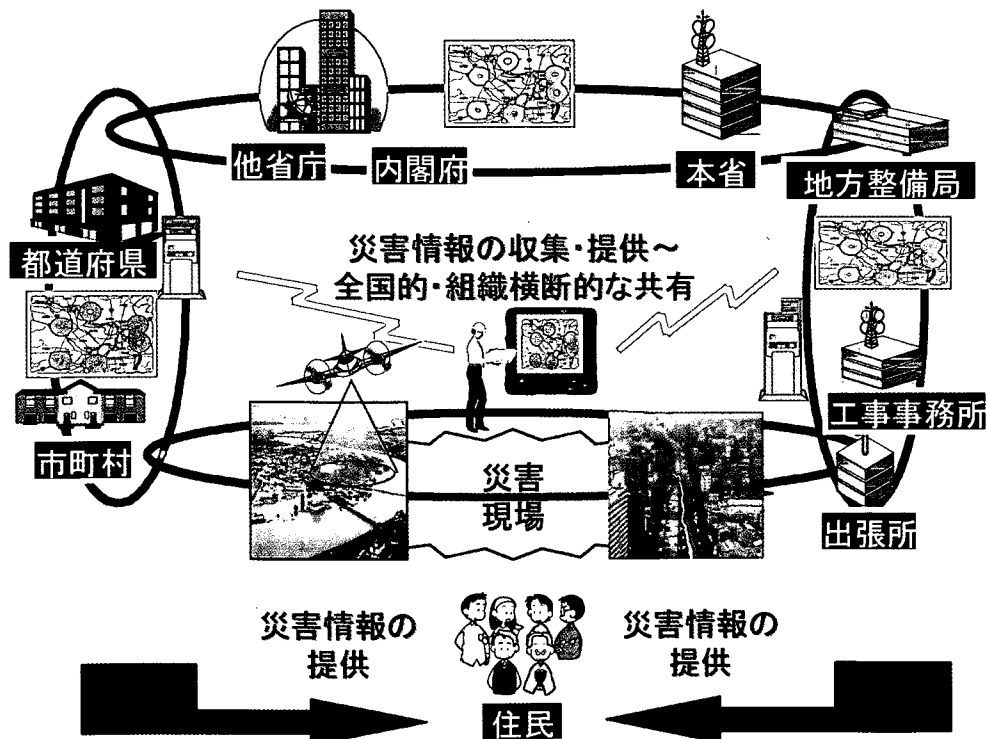 他省庁
内閣府
本省
地方整備局
都道府県
災害情報の収集・提供～
全国的・組織横断的な共有
市町村
工事事務所
災害
現場
出張所
災害情報の
提供
災害情報の
提供
住民